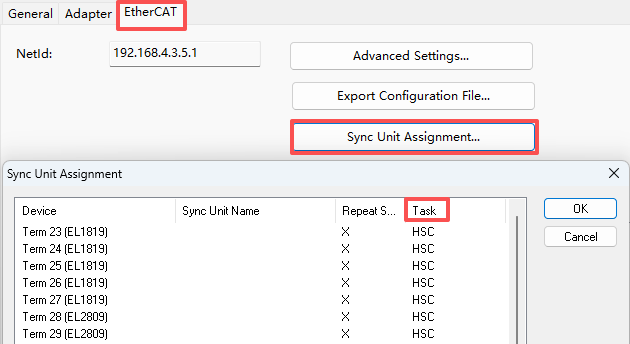 General Adapter EtherCAT
NetId: 192.168.4.3.5.1 Advanced Settings...
Export Configuration File...
Sync Unit Assignment...
Sync Unit Assignment
Device Sync Unit Name Repeat S... Task OK
Term 23 (EL1819) X HSC
Term 24 (EL1819) X HSC Cancel
Term 25 (EL1819) X HSC
Term 26 (EL1819) X HSC
Term 27 (EL1819) X HSC
Term 28 (EL2809) X HSC
Term 29 (EL2809) X HSC